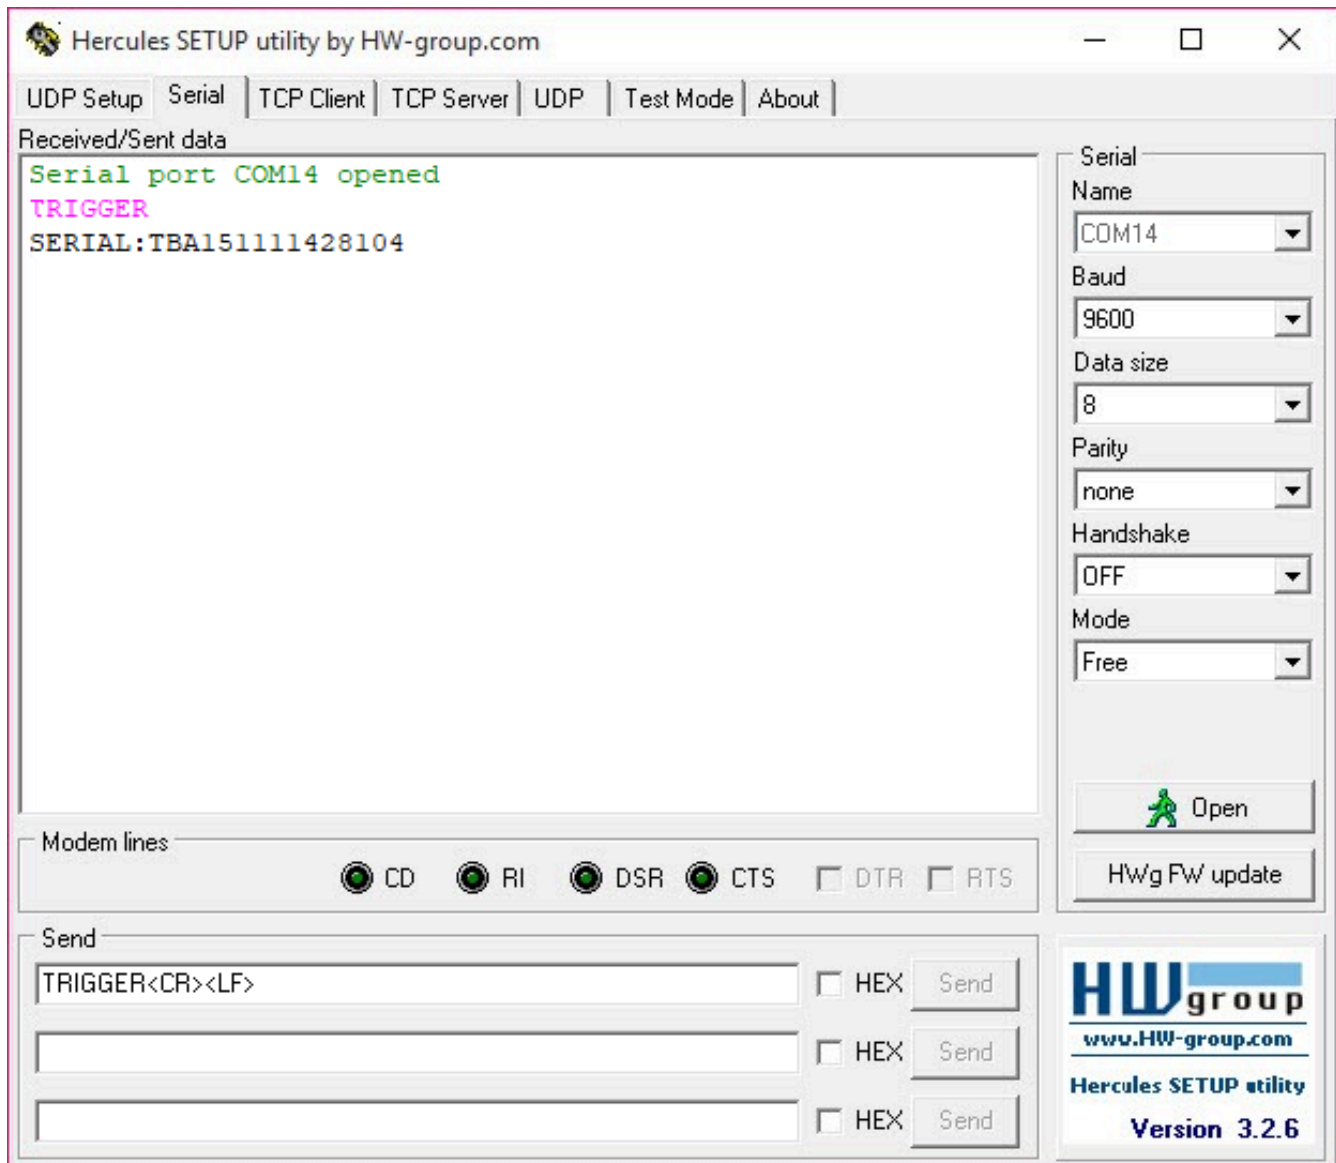 Hercules SETUP utility by HW-group.com
UDP Setup Serial TCP Client TCP Server UDP Test Mode About
Received/Sent data
Serial port COM14 opened
TRIGGER
SERIAL:TBA151111428104
Serial
Name
COM14
Baud
9600
Data size
8
Parity
none
Handshake
OFF
Mode
Free
Open
HWg FW update
Modem lines
CD RI DSR CTS DTR RTS
Send
TRIGGER<CR><LF> HEX Send
HEX Send
HEX Send
HW group
www.HW-group.com
Hercules SETUP utility
Version 3.2.6